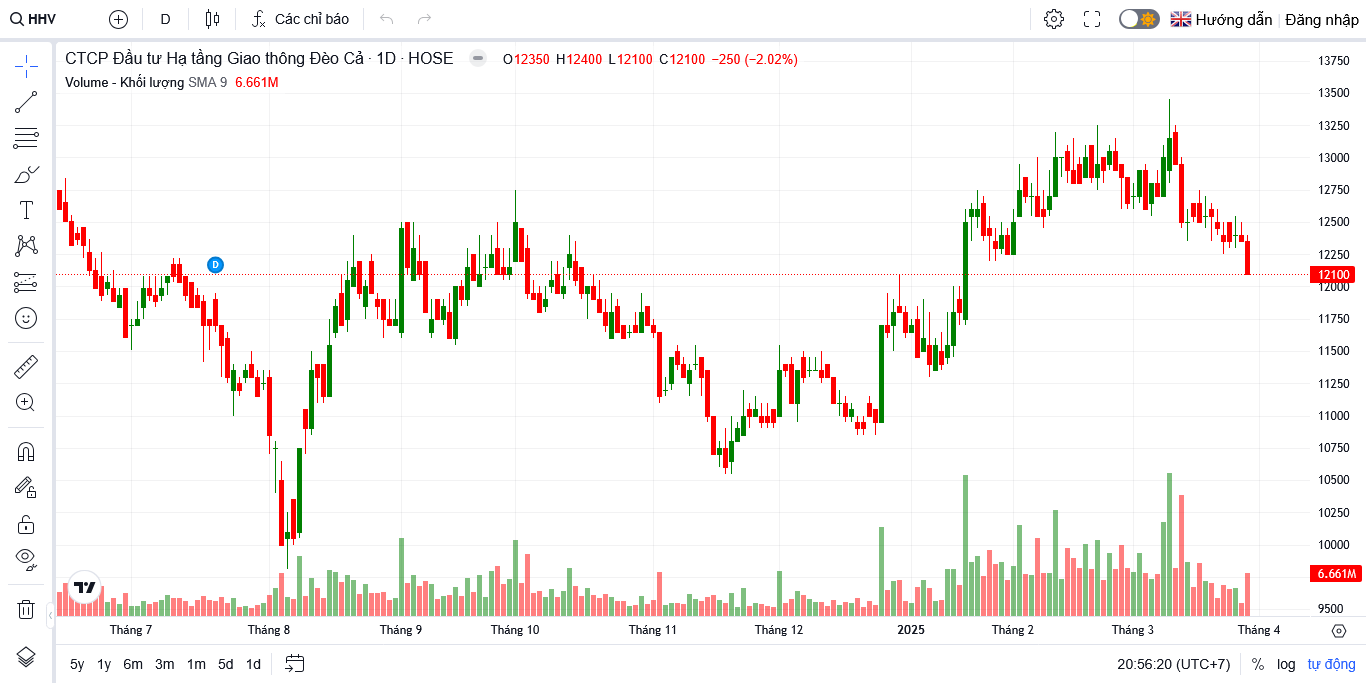 HHV D Các chỉ báo Hướng dẫn Đăng nhập
CTCP Đầu tư Hạ tầng Giao thông Đèo Cả · 1D · HOSE O12350 H12400 L12100 C12100 −250 (−2.02%)
Volume - Khối lượng SMA 9 6.661M
13750
13500
13250
13000
12750
12500
12250
D
12100
12000
11750
11500
11250
11000
10750
10500
10250
10000
6.661M
9500
Tháng 7 Tháng 8 Tháng 9 Tháng 10 Tháng 11 Tháng 12 2025 Tháng 2 Tháng 3 Tháng 4
5y 1y 6m 3m 1m 5d 1d 20:56:20 (UTC+7) % log tự động